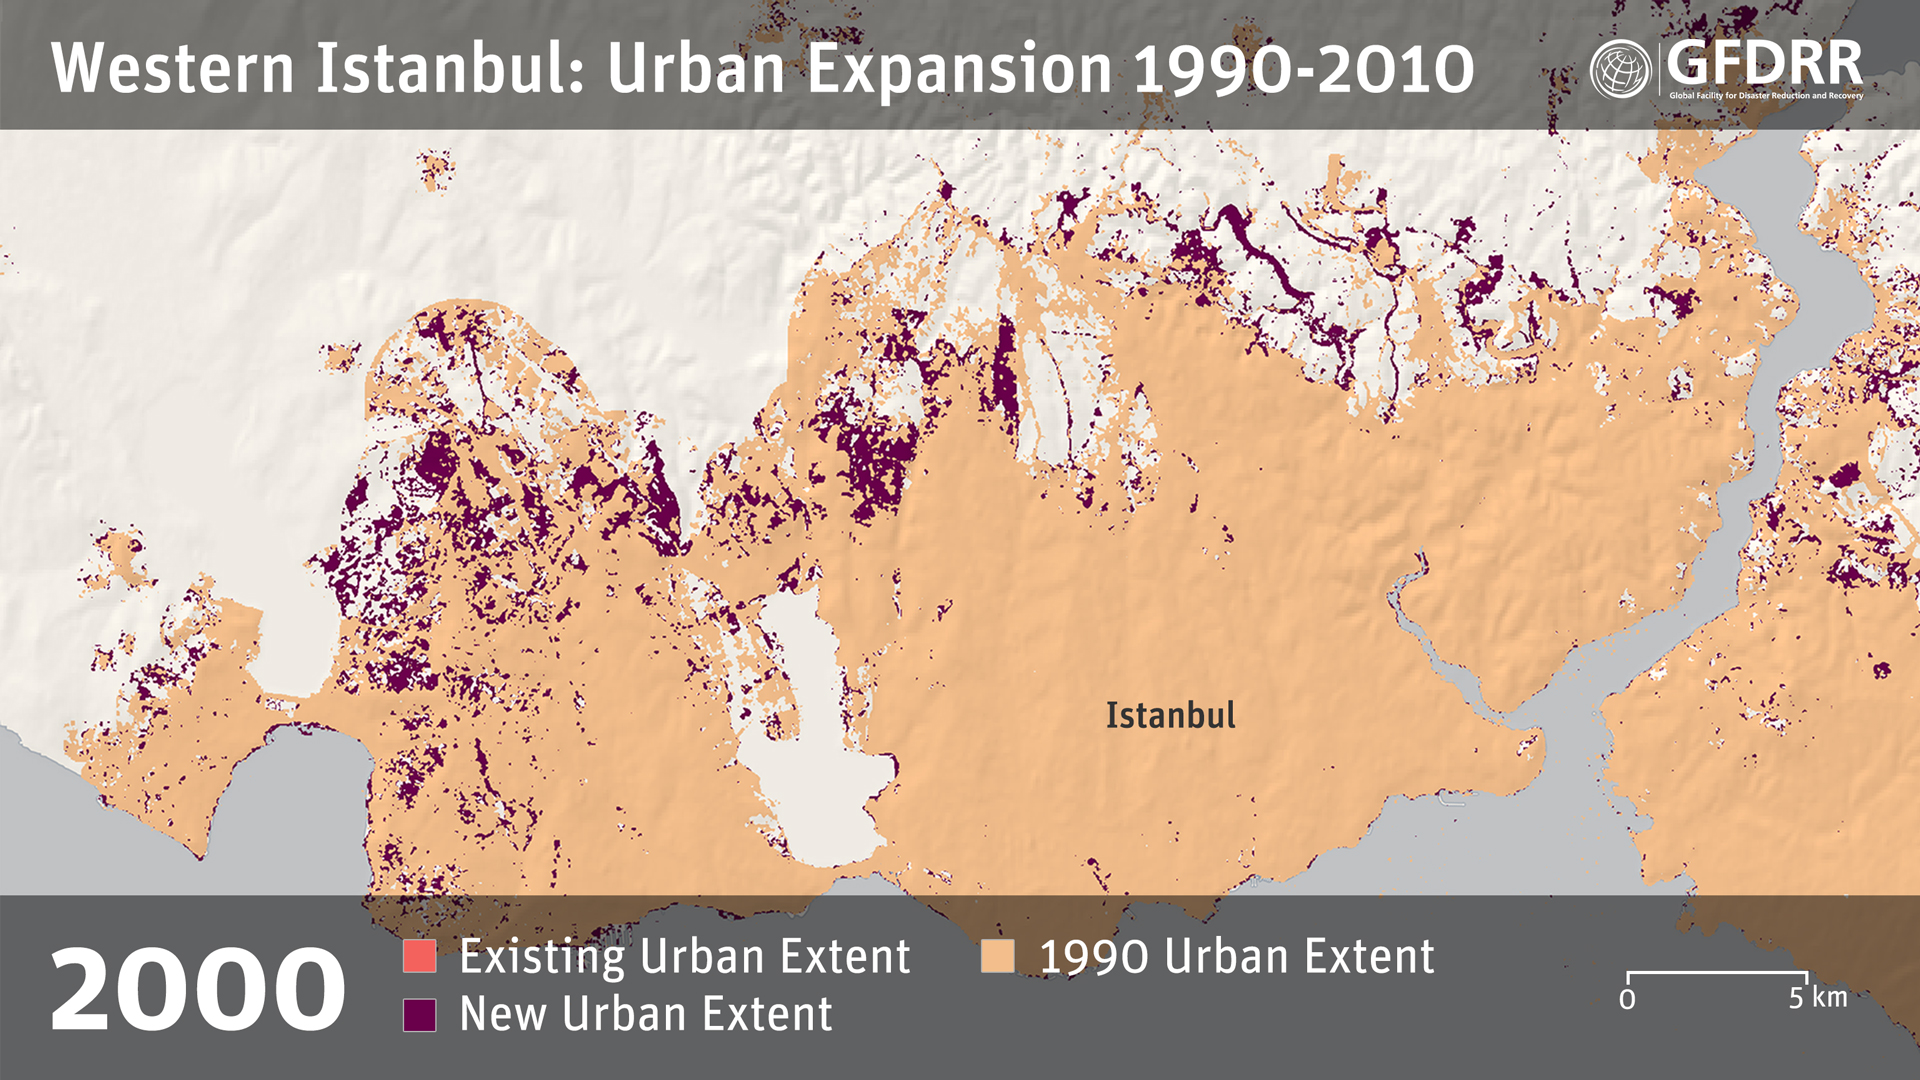 Western Istanbul: Urban Expansion 1990-2010
GFDRR
Global Facility for Disaster Reduction and Recovery
Istanbul
2000
Existing Urban Extent
1990 Urban Extent
New Urban Extent
0 5 km